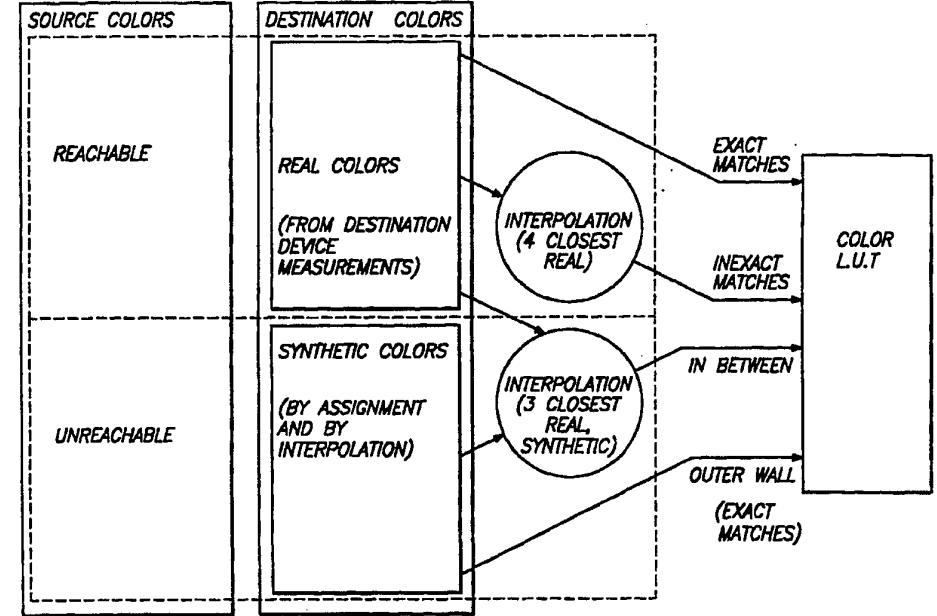 SOURCE COLORS
DESTINATION COLORS
REACHABLE
REAL COLORS
(FROM DESTINATION
DEVICE
MEASUREMENTS)
INTERPOLATION
(4 CLOSEST
REAL)
EXACT
MATCHES
INEXACT
MATCHES
COLOR
L.U.T
UNREACHABLE
SYNTHETIC COLORS
(BY ASSIGNMENT
AND BY
INTERPOLATION)
INTERPOLATION
(3 CLOSEST
REAL,
SYNTHETIC)
IN BETWEEN
OUTER WALL
(EXACT
MATCHES)